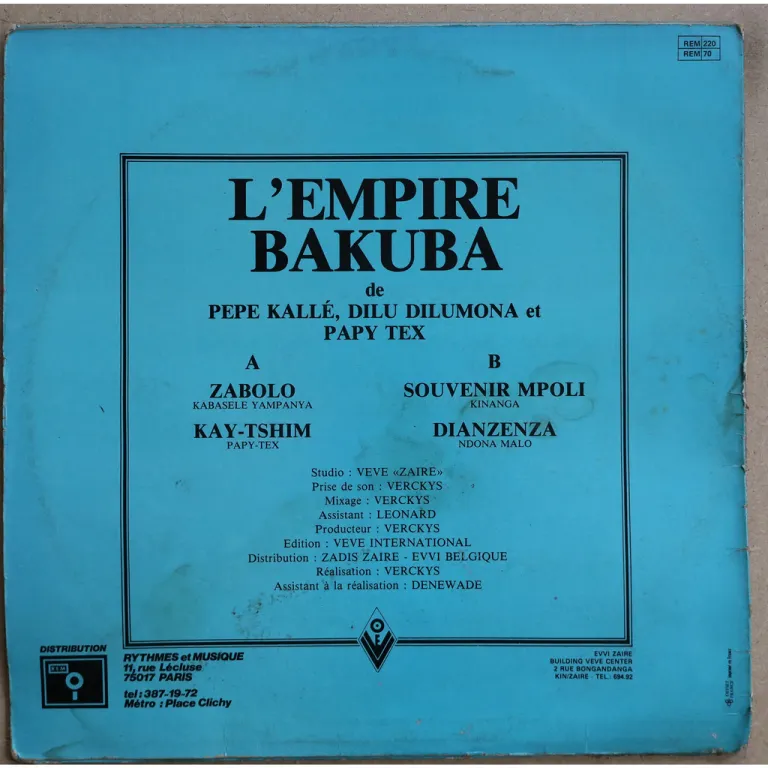 REM 220
REM 70
L'EMPIRE
BAKUBA
de
PEPE KALLÉ, DILU DILUMONA et
PAPY TEX
A
ZABOLO
KABASELE YAMPANYA
KAY-TSHIM
PAPY-TEX
B
SOUVENIR MPOLI
KINANGA
DIANZENZA
NDONA MALO
Studio : VEVE «ZAIRE»
Prise de son : VERCKYS
Mixage : VERCKYS
Assistant : LEONARD
Producteur : VERCKYS
Edition : VEVE INTERNATIONAL
Distribution : ZADIS ZAIRE - EVVI BELGIQUE
Réalisation : VERCKYS
Assistant à la réalisation : DENEWADE
DISTRIBUTION
RYTHMES et MUSIQUE
11, rue Lécluse
75017 PARIS
tel : 387-19-72
Métro : Place Clichy
EVVI ZAIRE
BUILDING VEVE CENTER
2 RUE BONGANDANGA
KIN/ZAIRE - TEL.: 694.92